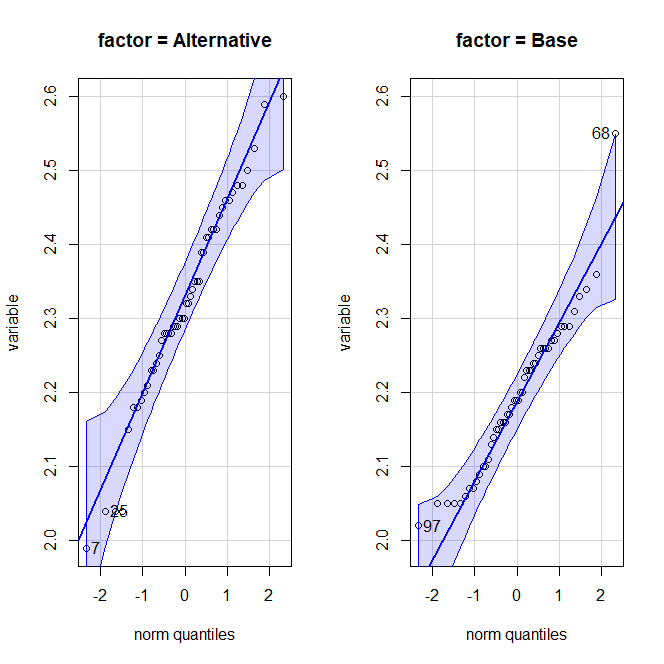 factor = Alternative
variable
2.0 2.1 2.2 2.3 2.4 2.5 2.6
7
25
-2 -1 0 1 2
norm quantiles
factor = Base
variable
2.0 2.1 2.2 2.3 2.4 2.5 2.6
68
97
-2 -1 0 1 2
norm quantiles